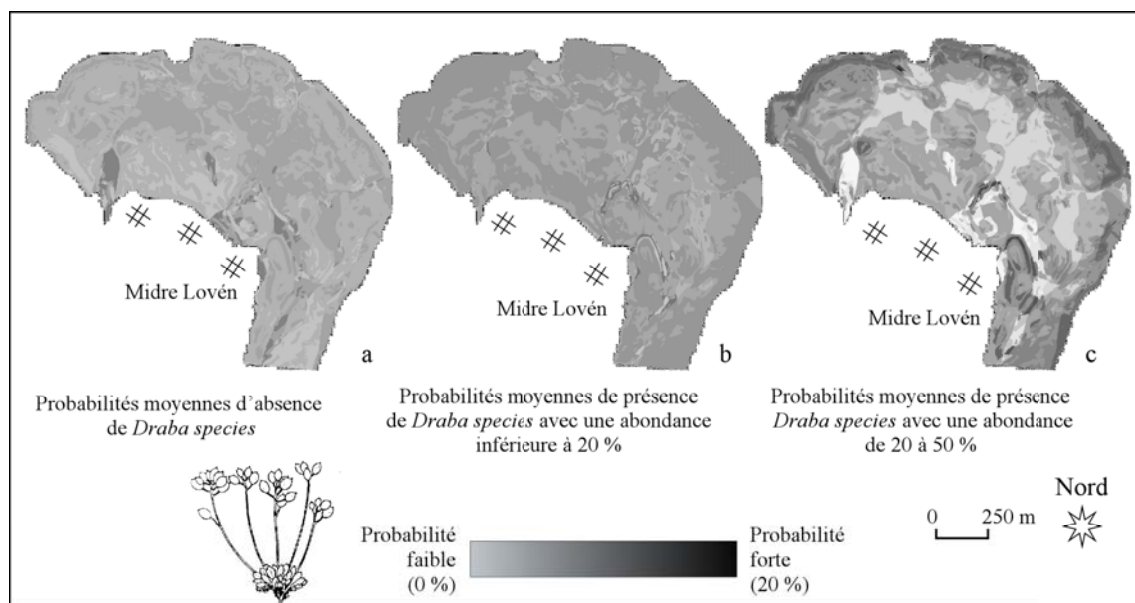 Midre Lovén
a
Midre Lovén
b
Midre Lovén
c
Probabilités moyennes d'absence
de Draba species
Probabilités moyennes de présence
de Draba species avec une abondance
inférieure à 20 %
Probabilités moyennes de présence
Draba species avec une abondance
de 20 à 50 %
Probabilité
faible
(0 %)
Probabilité
forte
(20 %)
0 250 m
Nord